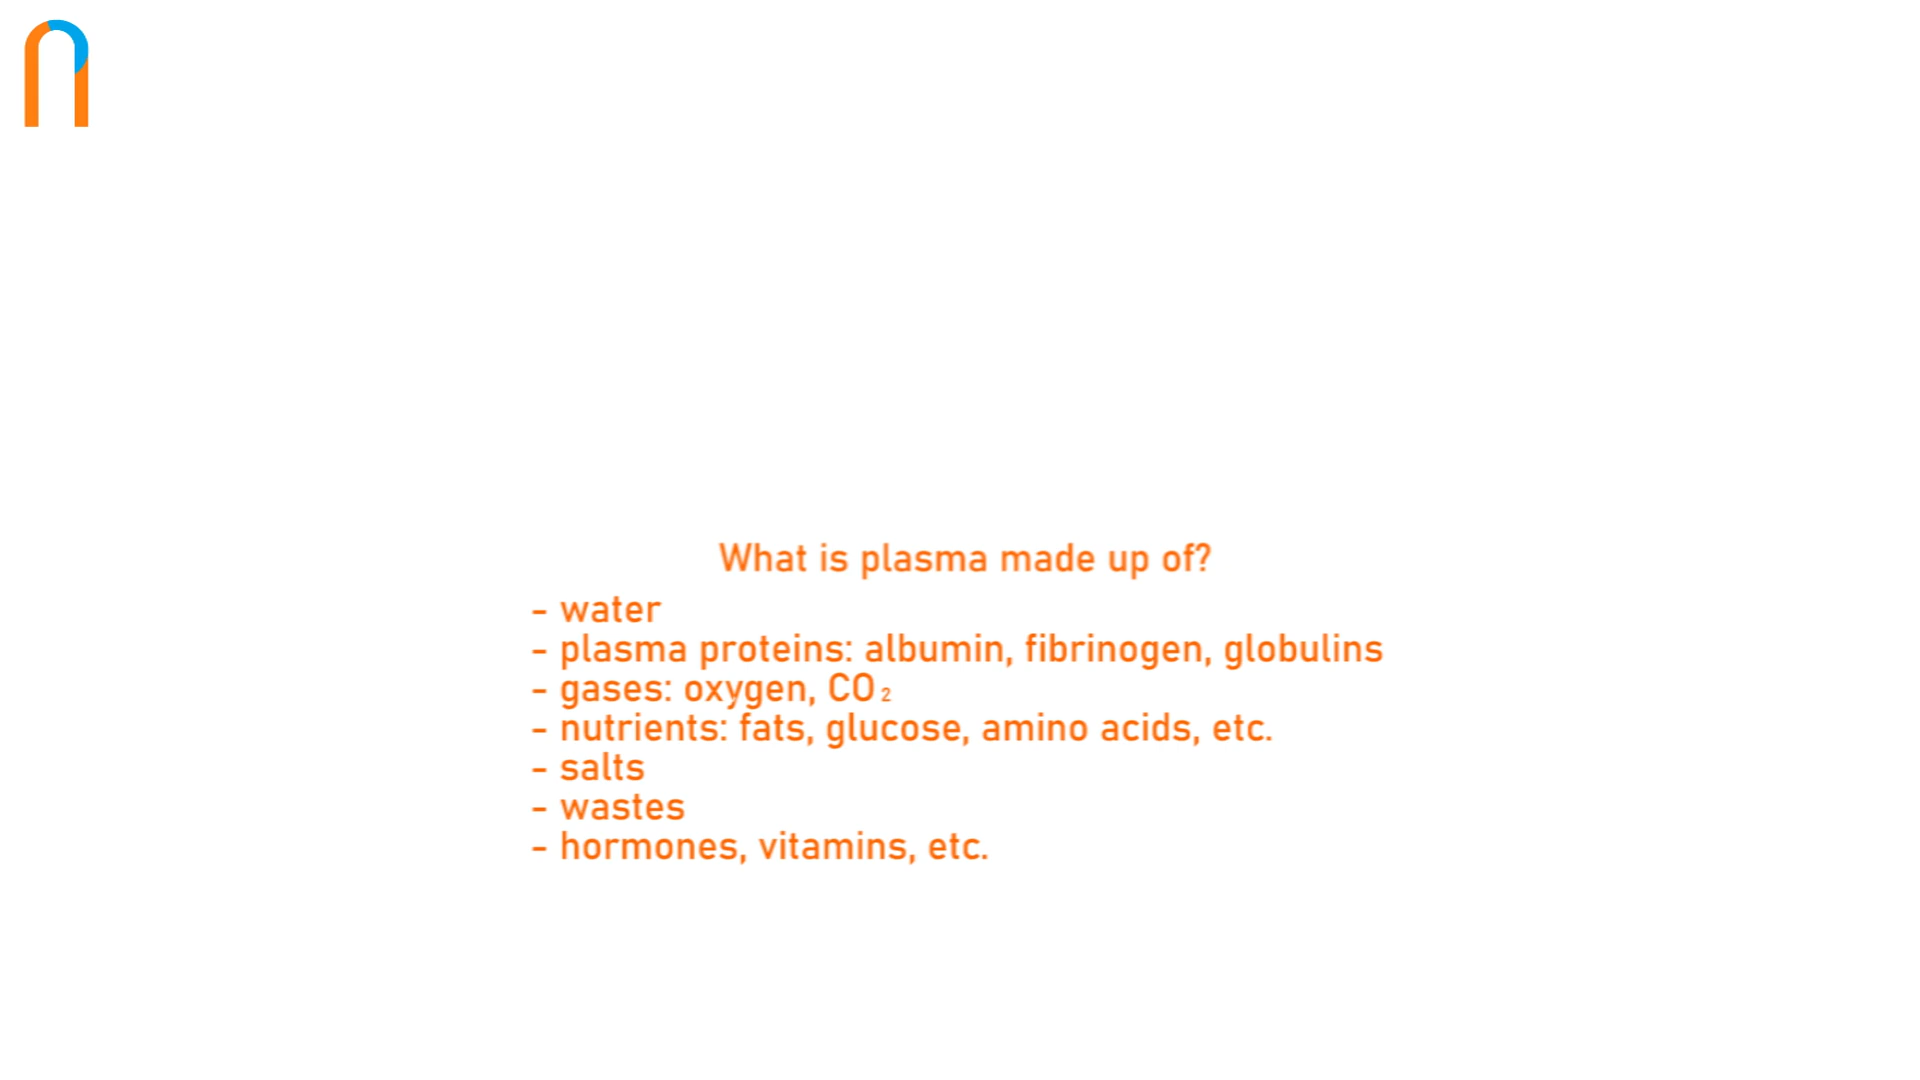 What is plasma made up of?
- water
- plasma proteins: albumin, fibrinogen, globulins
- gases: oxygen, CO₂
- nutrients: fats, glucose, amino acids, etc.
- salts
- wastes
- hormones, vitamins, etc.